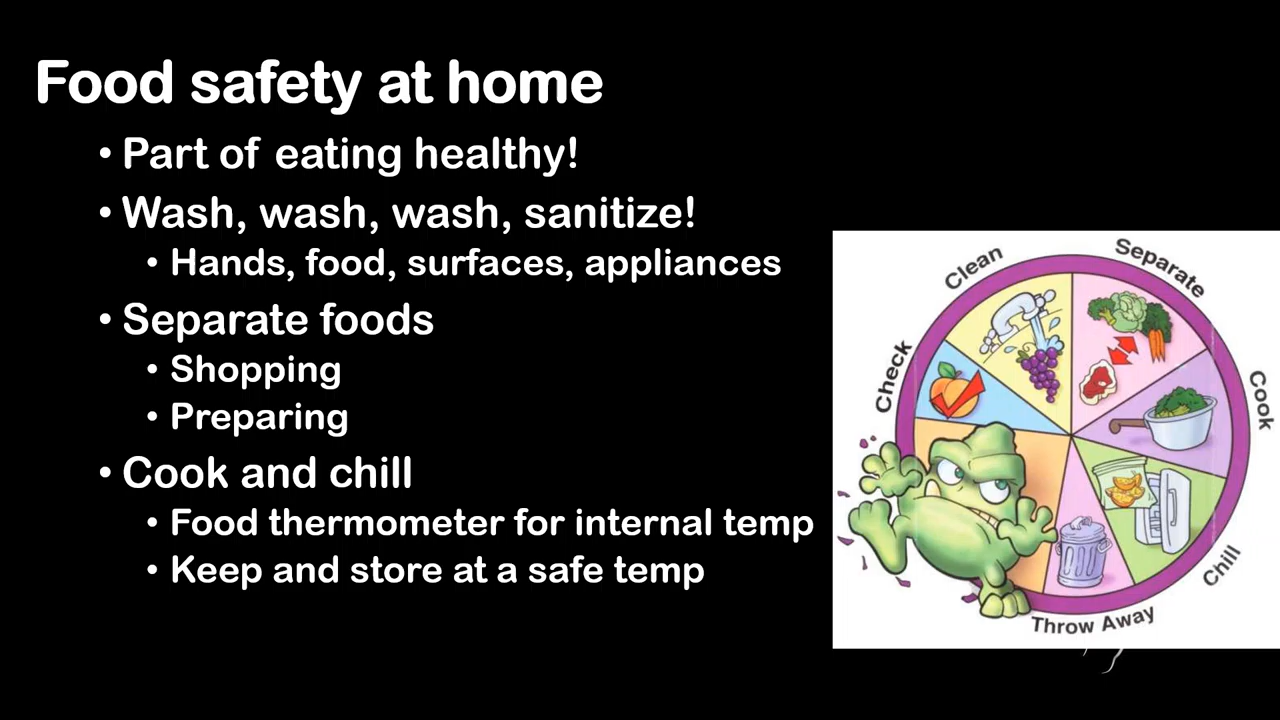 Food safety at home
• Part of eating healthy!
• Wash, wash, wash, sanitize!
• Hands, food, surfaces, appliances
• Separate foods
• Shopping
• Preparing
• Cook and chill
• Food thermometer for internal temp
• Keep and store at a safe temp
Check
Clean
Separate
Cook
Chill
Throw Away